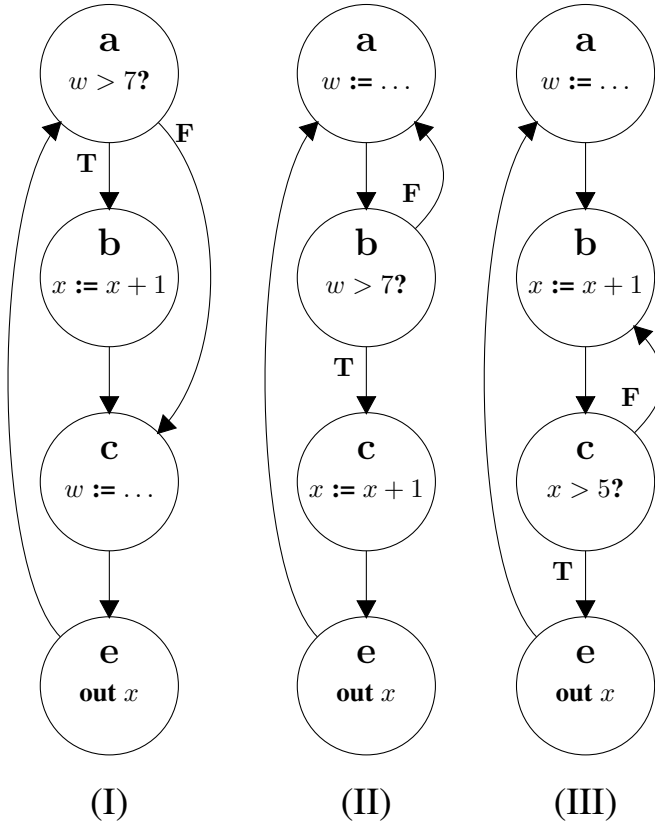 a
w > 7?
T
F
b
x := x + 1
c
w := ...
e
out x
(I)
a
w := ...
F
b
w > 7?
T
c
x := x + 1
e
out x
(II)
a
w := ...
b
x := x + 1
F
c
x > 5?
T
e
out x
(III)